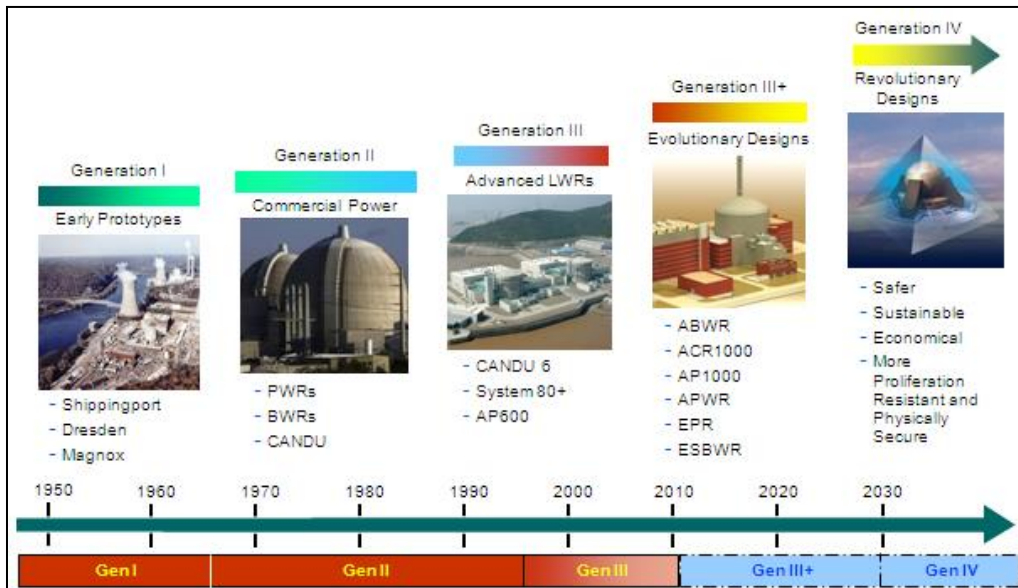 Generation I
Early Prototypes
- Shippingport
- Dresden
- Magnox
Generation II
Commercial Power
- PWRs
- BWRs
- CANDU
Generation III
Advanced LWRs
- CANDU 6
- System 80+
- AP600
Generation III+
Evolutionary Designs
- ABWR
- ACR1000
- AP1000
- APWR
- EPR
- ESBWR
Generation IV
Revolutionary
Designs
- Safer
- Sustainable
- Economical
- More
Proliferation
Resistant and
Physically
Secure
1950 1960 1970 1980 1990 2000 2010 2020 2030
Gen I Gen II Gen III Gen III+ Gen IV